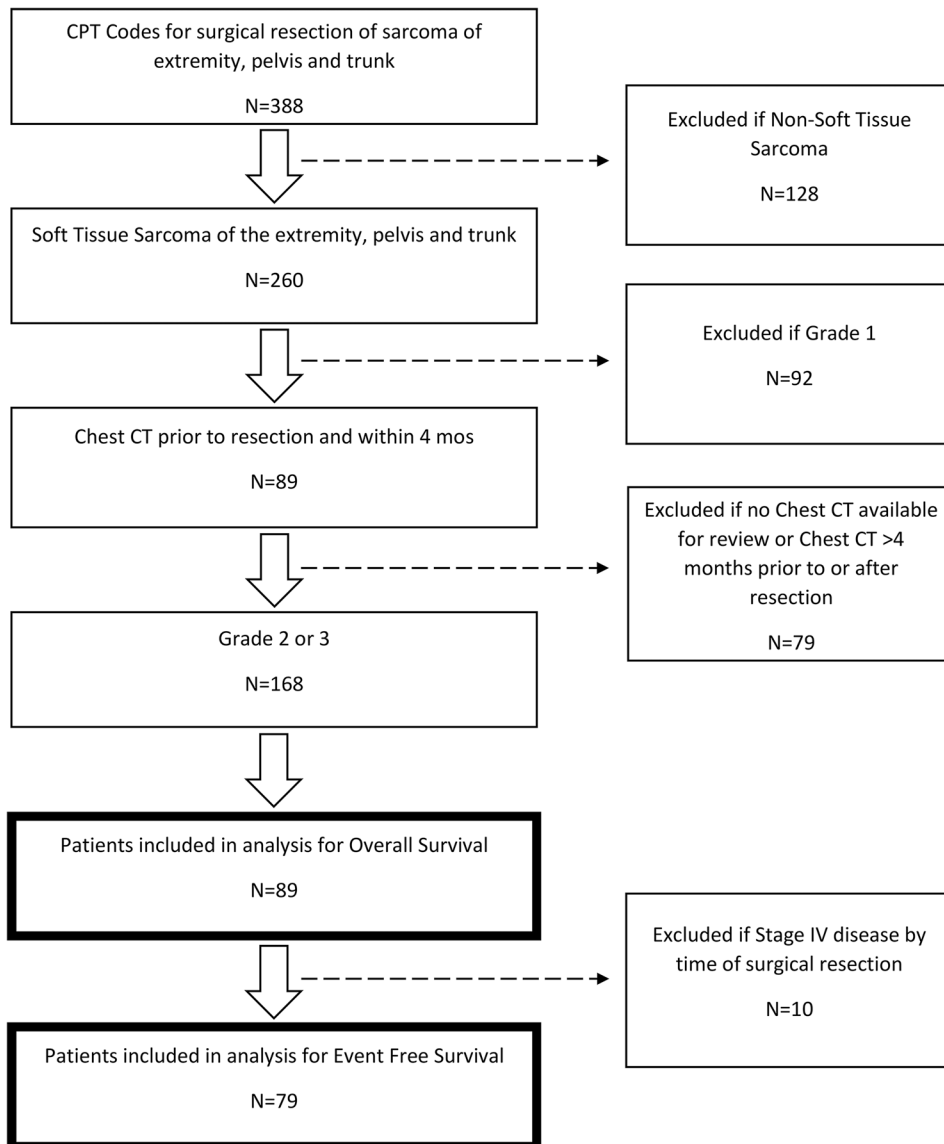 CPT Codes for surgical resection of sarcoma of
extremity, pelvis and trunk
N=388
Excluded if Non-Soft Tissue
Sarcoma
N=128
Soft Tissue Sarcoma of the extremity, pelvis and trunk
N=260
Excluded if Grade 1
N=92
Chest CT prior to resection and within 4 mos
N=89
Excluded if no Chest CT available
for review or Chest CT >4
months prior to or after
resection
N=79
Grade 2 or 3
N=168
Patients included in analysis for Overall Survival
N=89
Excluded if Stage IV disease by
time of surgical resection
N=10
Patients included in analysis for Event Free Survival
N=79